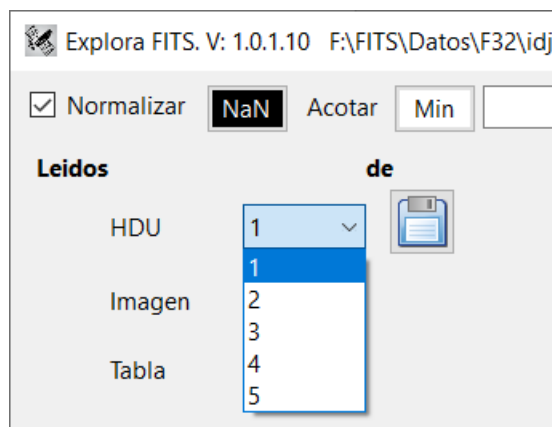 Explora FITS. V: 1.0.1.10 F:\FITS\Datos\F32\idj
Normalizar NaN Acotar Min
Leidos de
HDU 1
1
Imagen 2
3
Tabla 4
5